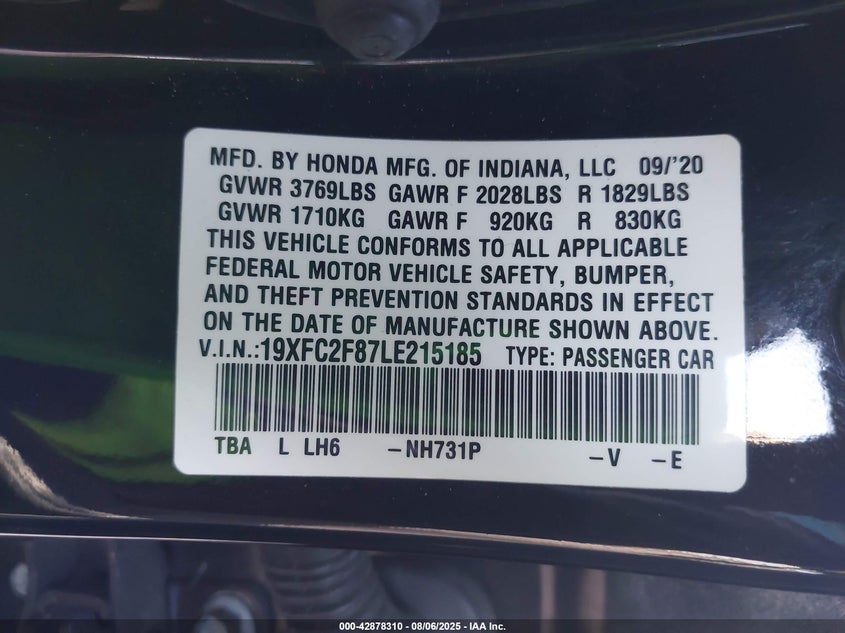 MFD. BY HONDA MFG. OF INDIANA, LLC 09/'20
GVWR 3769LBS GAWR F 2028LBS R 1829LBS
GVWR 1710KG GAWR F 920KG R 830KG
THIS VEHICLE CONFORMS TO ALL APPLICABLE
FEDERAL MOTOR VEHICLE SAFETY, BUMPER,
AND THEFT PREVENTION STANDARDS IN EFFECT
ON THE DATE OF MANUFACTURE SHOWN ABOVE.
V.I.N.:19XFC2F87LE215185 TYPE: PASSENGER CAR
TBA L LH6 -NH731P -V -E
000-42878310 - 08/06/2025 - IAA Inc.